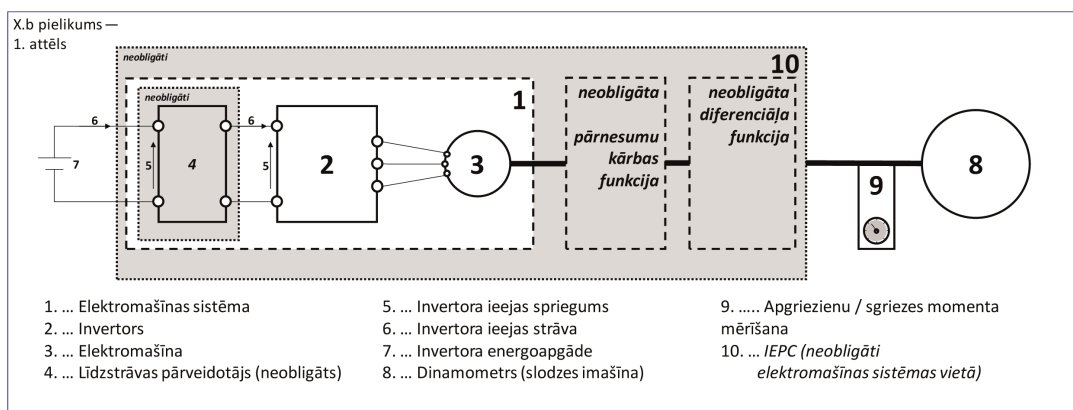 X.b pielikums —
1. attēls
neobligāti
10
neobligāti
1
neobligāta
pārnesumu
kārbas
funkcija
neobligāta
diferenciāļa
funkcija
6
6
7
5
4
5
2
3
9
8
1. ... Elektromašīnas sistēma
2. ... Invertors
3. ... Elektromašīna
4. ... Līdzstrāvas pārveidotājs (neobligāts)
5. ... Invertora ieejas spriegums
6. ... Invertora ieejas strāva
7. ... Invertora energoapgāde
8. ... Dinamometrs (slodzes imašīna)
9. ..... Apgriezienu / sgriezes momenta
mērīšana
10. ... IEPC (neobligāti
elektromašīnas sistēmas vietā)